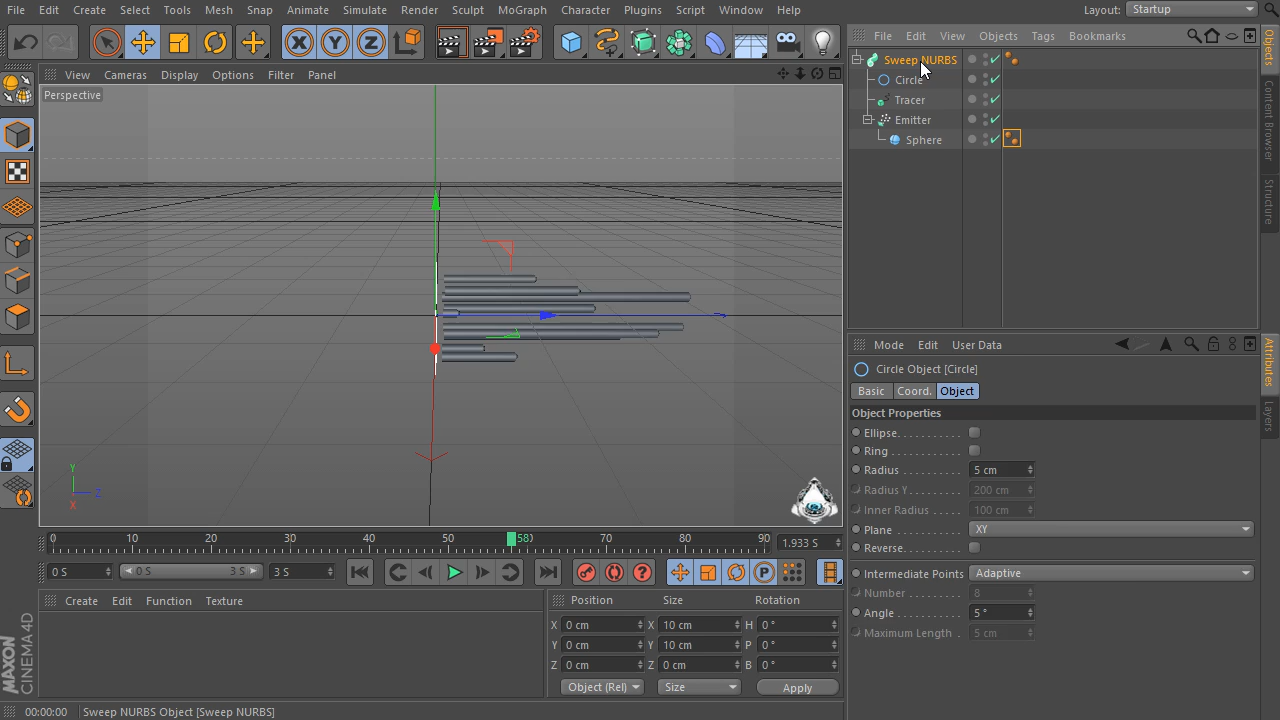 File Edit Create Select Tools Mesh Snap Animate Simulate Render Sculpt MoGraph Character Plugins Script Window Help Layout: Startup
X Y Z
File Edit View Objects Tags Bookmarks
Sweep NURBS
Circle
Tracer
Emitter
Sphere
Objects
Content Browser
Structure
View Cameras Display Options Filter Panel
Perspective
Y
Z
X
Mode Edit User Data
Circle Object [Circle]
Basic Coord. Object
Object Properties
Ellipse
Ring
Radius 5 cm
Radius Y 200 cm
Inner Radius 100 cm
Plane XY
Reverse
Intermediate Points Adaptive
Number 8
Angle 5 °
Maximum Length 5 cm
Attributes
Layers
0 10 20 30 40 50 58 70 80 90 1.933 S
0 S 0 S 3 S 3 S
P
Create Edit Function Texture
Position Size Rotation
X 0 cm X 10 cm H 0 °
Y 0 cm Y 10 cm P 0 °
Z 0 cm Z 0 cm B 0 °
Object (Rel) Size Apply
MAXON
CINEMA 4D
00:00:00 Sweep NURBS Object [Sweep NURBS]